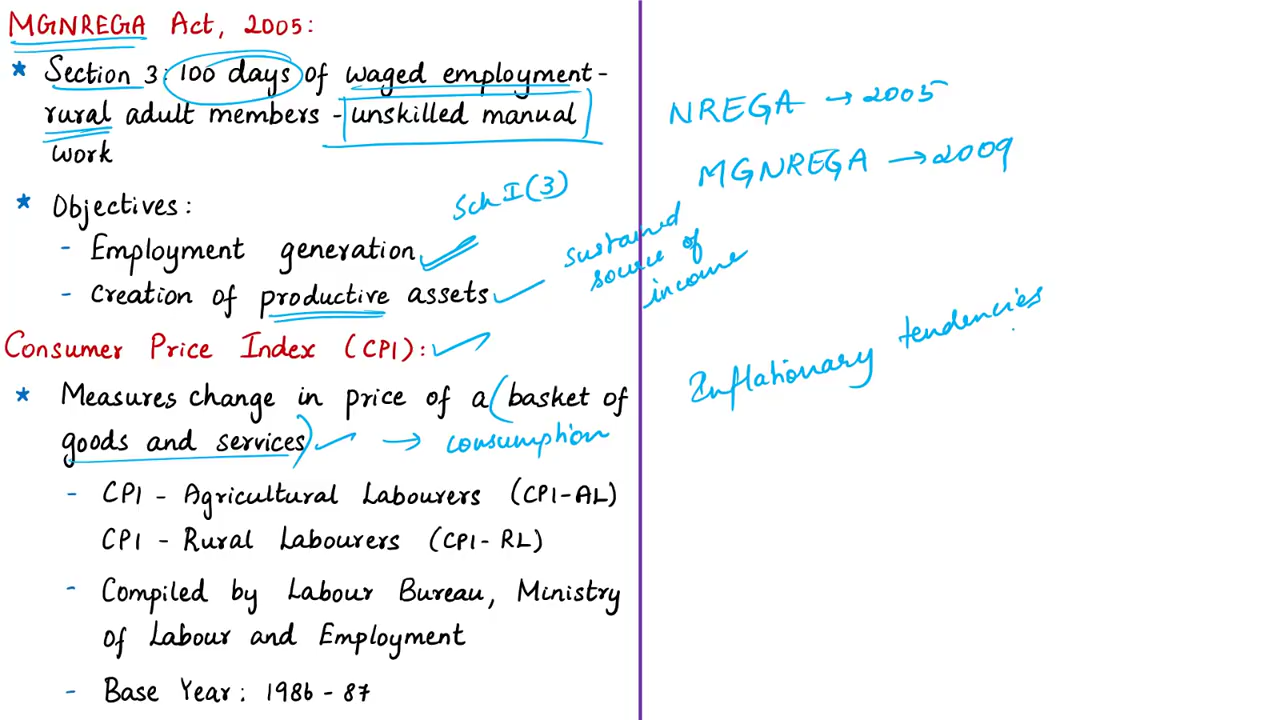 MGNREGA Act, 2005:
* Section 3: 100 days of waged employment-
rural adult members - unskilled manual
work
* Objectives:
Sch I(3)
- Employment generation
- Creation of productive assets
sustained
source of
income
Consumer Price Index (CPI):
* Measures change in price of a (basket of
goods and services) → consumption
- CPI - Agricultural Labourers (CPI-AL)
CPI - Rural Labourers (CPI-RL)
- Compiled by Labour Bureau, Ministry
of Labour and Employment
- Base Year: 1986-87
NREGA → 2005
MGNREGA → 2009
Inflationary tendencies